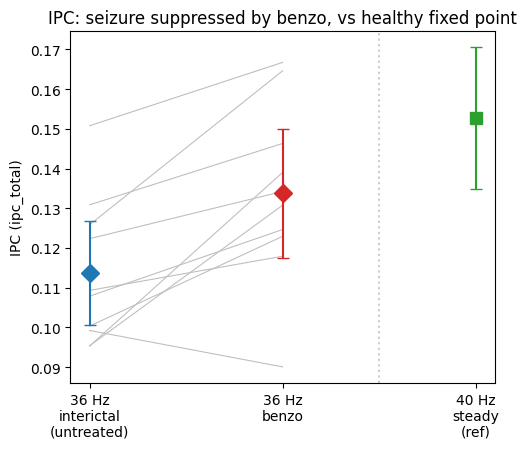 IPC: seizure suppressed by benzo, vs healthy fixed point
IPC (ipc_total)
0.17
0.16
0.15
0.14
0.13
0.12
0.11
0.10
0.09
36 Hz
interictal
(untreated)
36 Hz
benzo
40 Hz
steady
(ref)